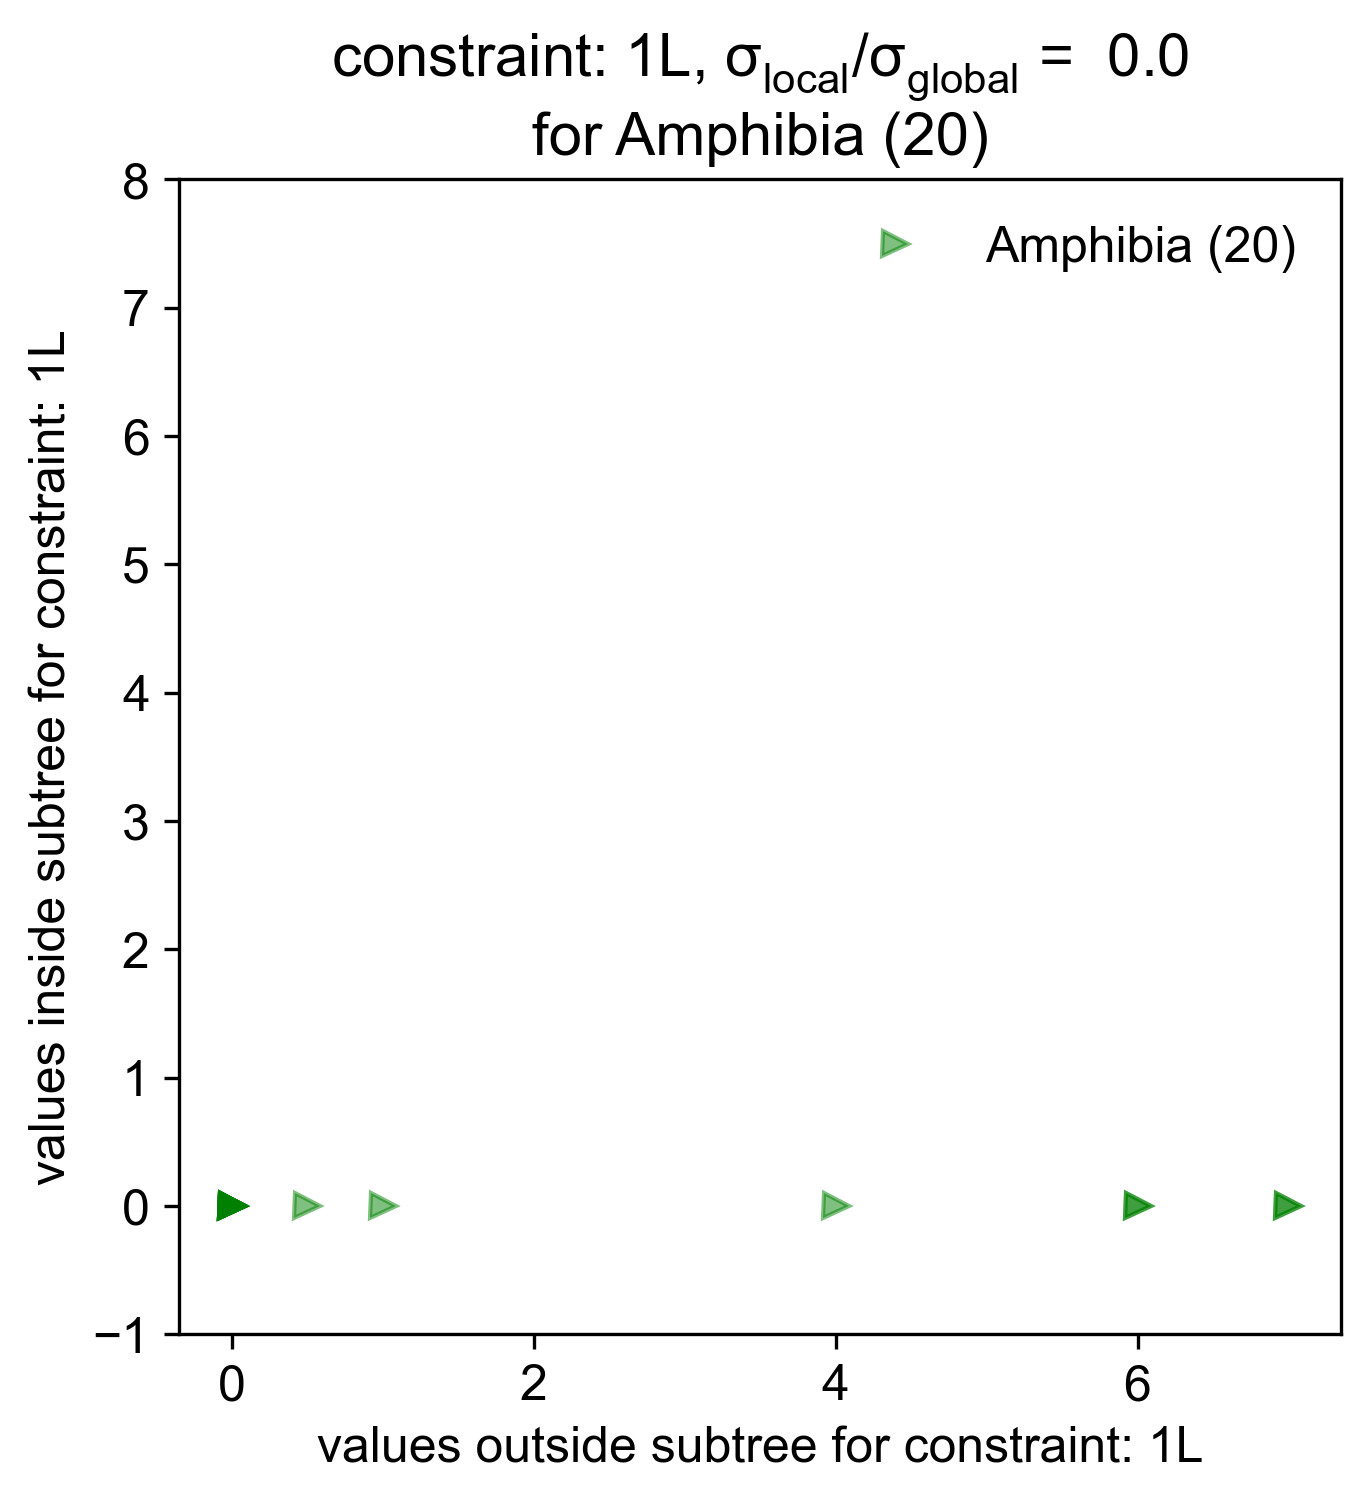 constraint: 1L, σlocal/σglobal = 0.0
for Amphibia (20)
Amphibia (20)
8
7
6
5
4
3
2
1
0
−1
values inside subtree for constraint: 1L
0 2 4 6
values outside subtree for constraint: 1L